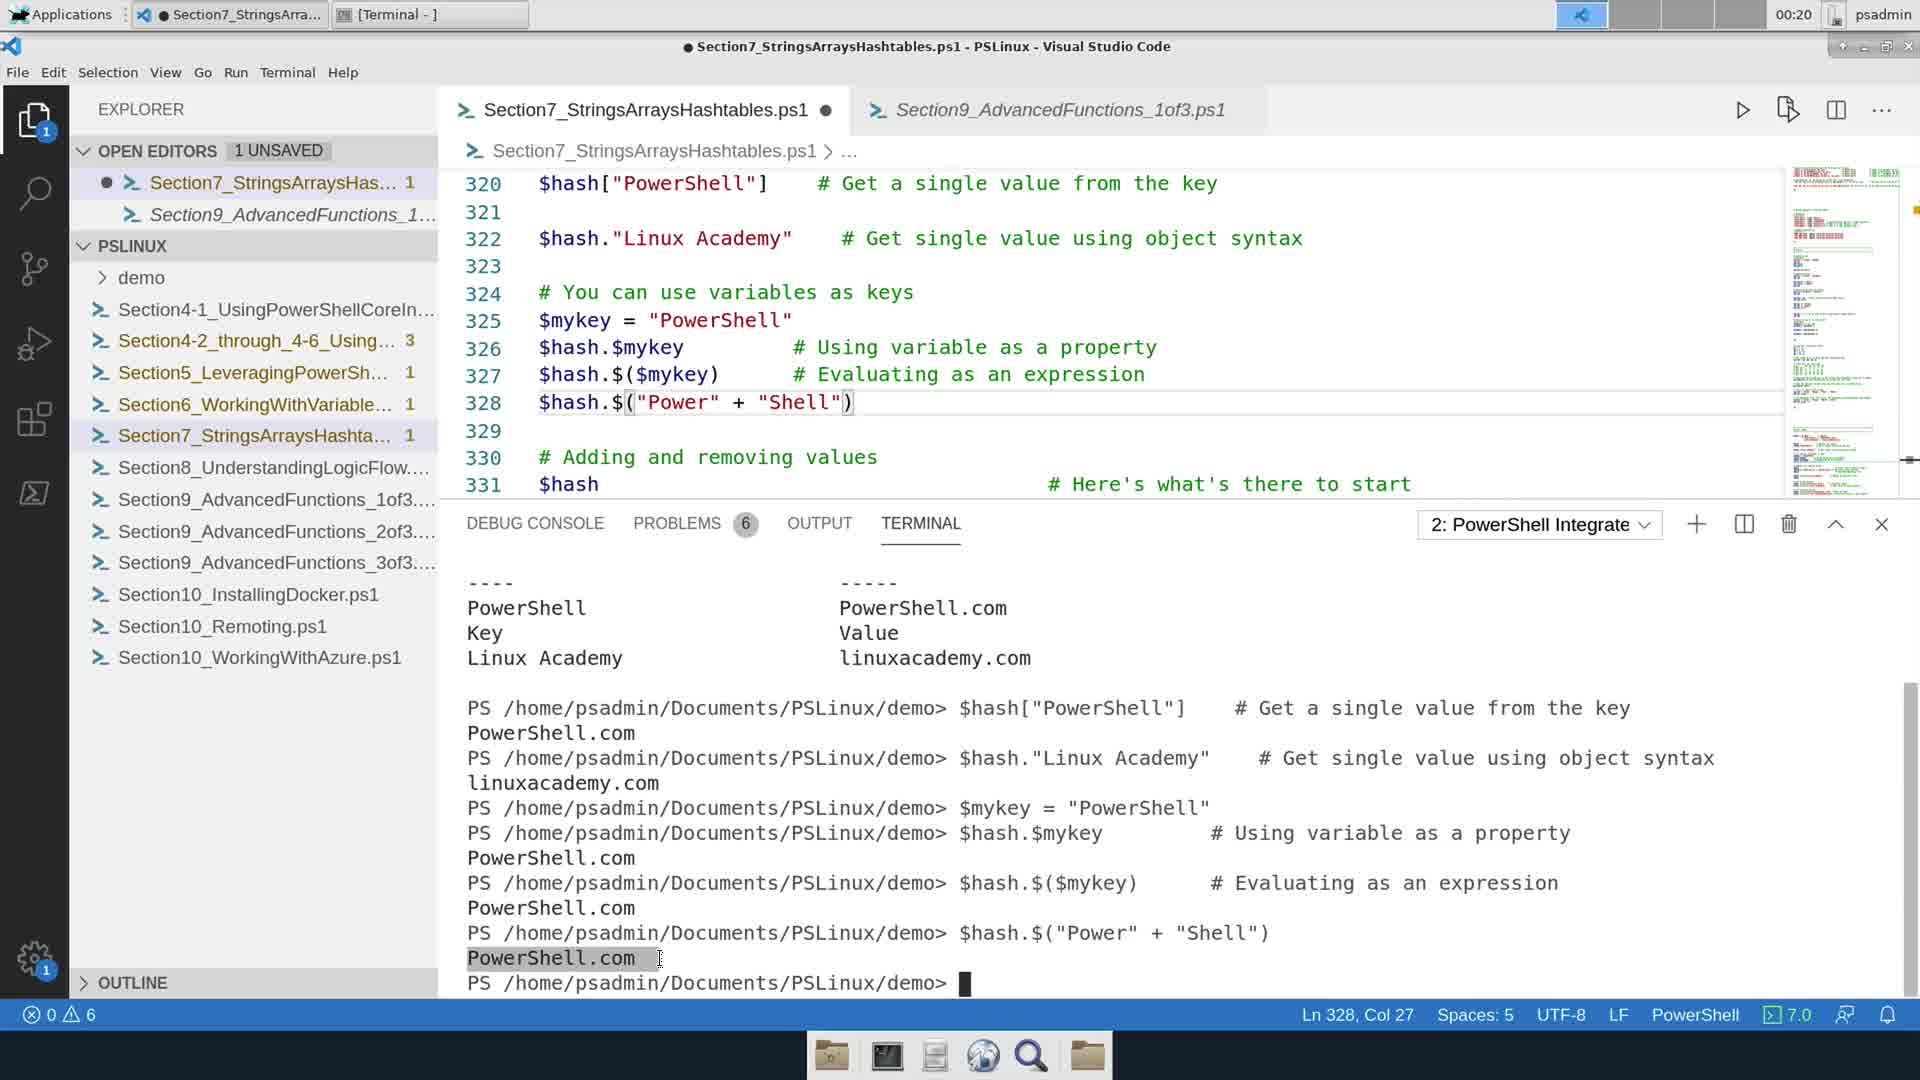 Applications
● Section7_StringsArra...
[Terminal - ]
00:20
psadmin
● Section7_StringsArraysHashtables.ps1 - PSLinux - Visual Studio Code
File Edit Selection View Go Run Terminal Help
1
EXPLORER
OPEN EDITORS 1 UNSAVED
Section7_StringsArraysHas... 1
Section9_AdvancedFunctions_1...
PSLINUX
demo
Section4-1_UsingPowerShellCoreIn...
Section4-2_through_4-6_Using... 3
Section5_LeveragingPowerSh... 1
Section6_WorkingWithVariable... 1
Section7_StringsArraysHashta... 1
Section8_UnderstandingLogicFlow....
Section9_AdvancedFunctions_1of3....
Section9_AdvancedFunctions_2of3....
Section9_AdvancedFunctions_3of3....
Section10_InstallingDocker.ps1
Section10_Remoting.ps1
Section10_WorkingWithAzure.ps1
OUTLINE
1
Section7_StringsArraysHashtables.ps1 ●
Section9_AdvancedFunctions_1of3.ps1
Section7_StringsArraysHashtables.ps1 > ...
320 $hash["PowerShell"] # Get a single value from the key
321
322 $hash."Linux Academy" # Get single value using object syntax
323
324 # You can use variables as keys
325 $mykey = "PowerShell"
326 $hash.$mykey # Using variable as a property
327 $hash.$($mykey) # Evaluating as an expression
328 $hash.$("Power" + "Shell")
329
330 # Adding and removing values
331 $hash # Here's what's there to start
DEBUG CONSOLE PROBLEMS 6 OUTPUT TERMINAL
2: PowerShell Integrate
---- -----
PowerShell PowerShell.com
Key Value
Linux Academy linuxacademy.com
PS /home/psadmin/Documents/PSLinux/demo> $hash["PowerShell"] # Get a single value from the key
PowerShell.com
PS /home/psadmin/Documents/PSLinux/demo> $hash."Linux Academy" # Get single value using object syntax
linuxacademy.com
PS /home/psadmin/Documents/PSLinux/demo> $mykey = "PowerShell"
PS /home/psadmin/Documents/PSLinux/demo> $hash.$mykey # Using variable as a property
PowerShell.com
PS /home/psadmin/Documents/PSLinux/demo> $hash.$($mykey) # Evaluating as an expression
PowerShell.com
PS /home/psadmin/Documents/PSLinux/demo> $hash.$("Power" + "Shell")
PowerShell.com
PS /home/psadmin/Documents/PSLinux/demo>
0 6
Ln 328, Col 27 Spaces: 5 UTF-8 LF PowerShell 7.0